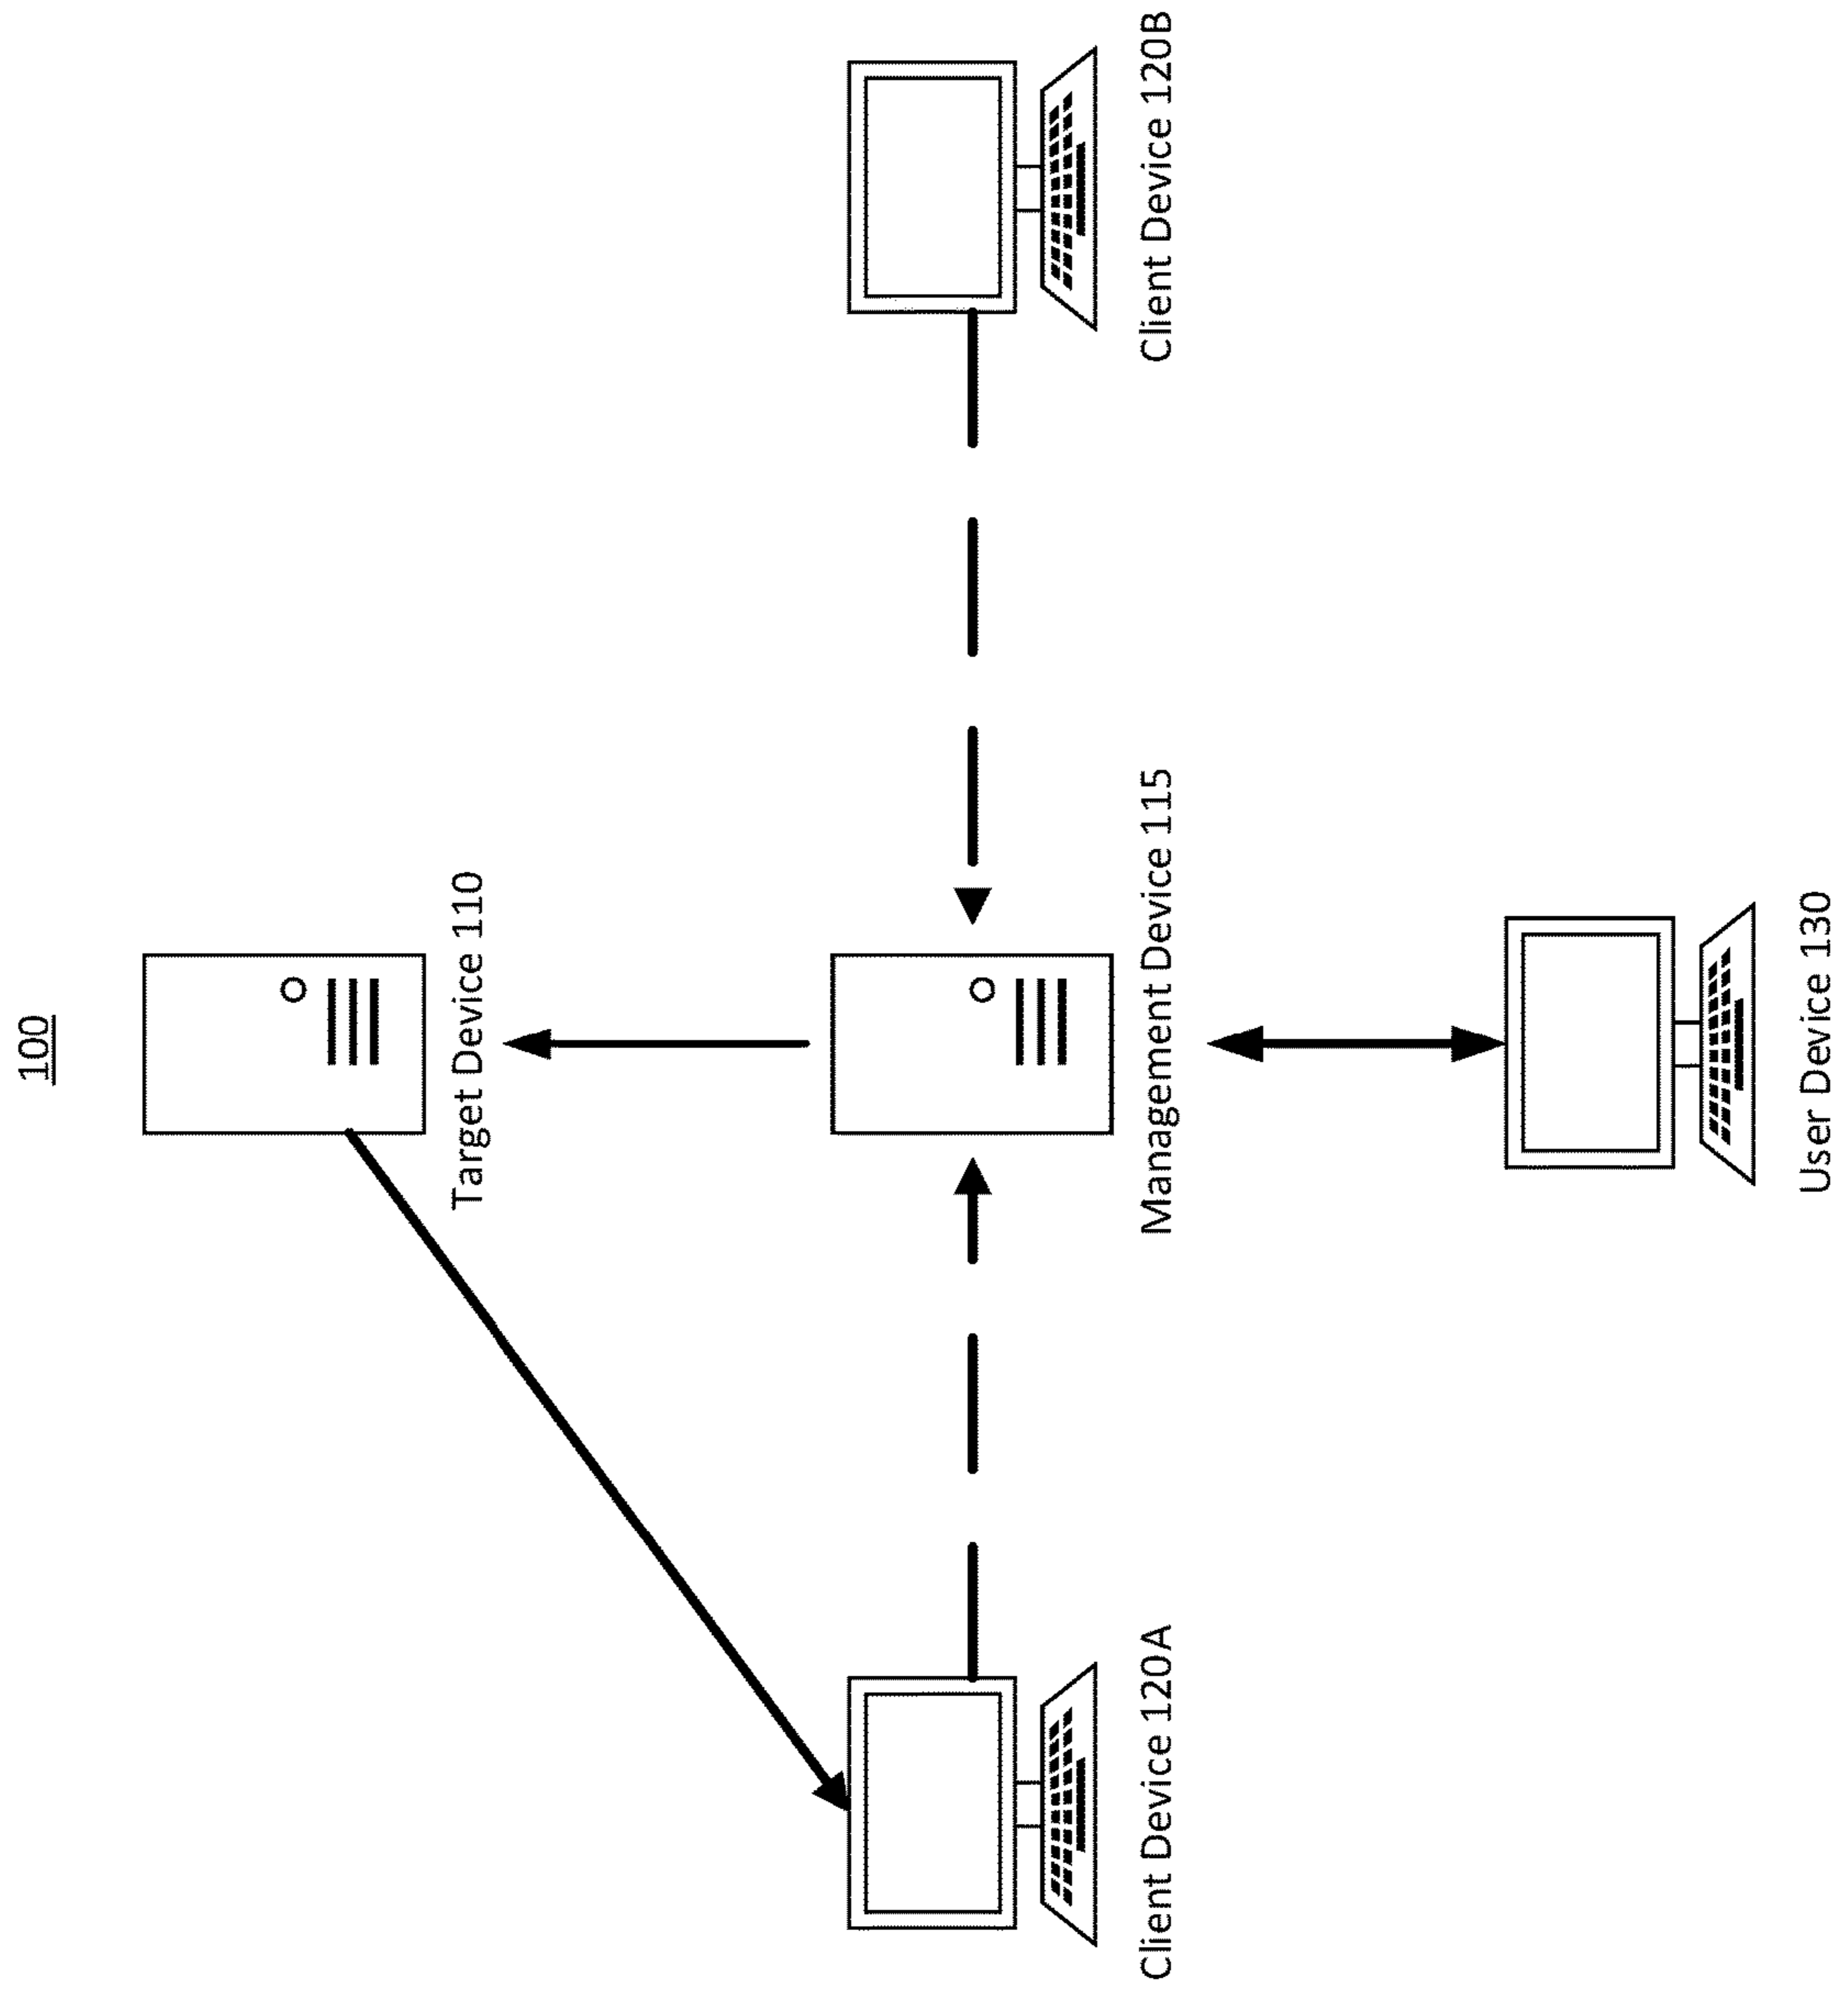 100
Target Device 110
Client Device 120A
Management Device 115
Client Device 120B
User Device 130